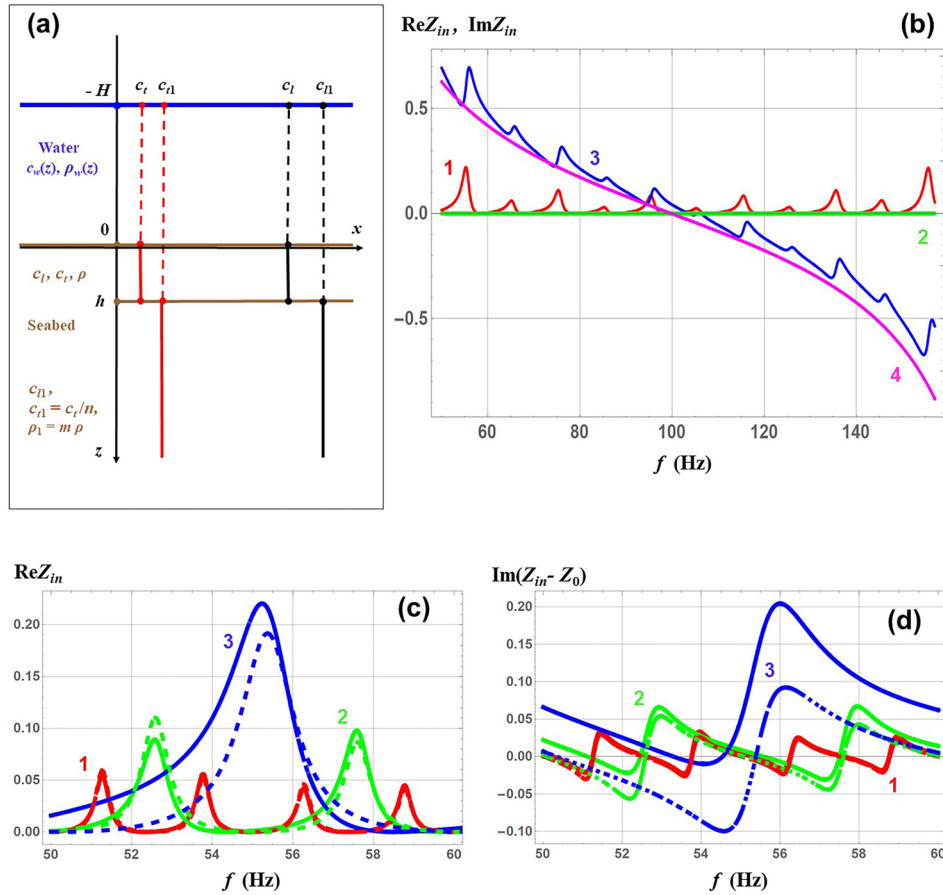 (a)
- H
c_t
c_t1
c_l
c_l1
Water
c_w(z), ρ_w(z)
0
x
c_l, c_t, ρ
h
Seabed
c_l1,
c_t1 = c_t/n,
ρ_1 = m ρ
z
ReZ_in , ImZ_in
(b)
0.5
0.0
−0.5
1
2
3
4
60
80
100
120
140
f (Hz)
ReZ_in
(c)
0.20
0.15
0.10
0.05
0.00
1
2
3
50
52
54
56
58
60
f (Hz)
Im(Z_in- Z_0)
(d)
0.20
0.15
0.10
0.05
0.00
-0.05
-0.10
2
3
1
50
52
54
56
58
60
f (Hz)